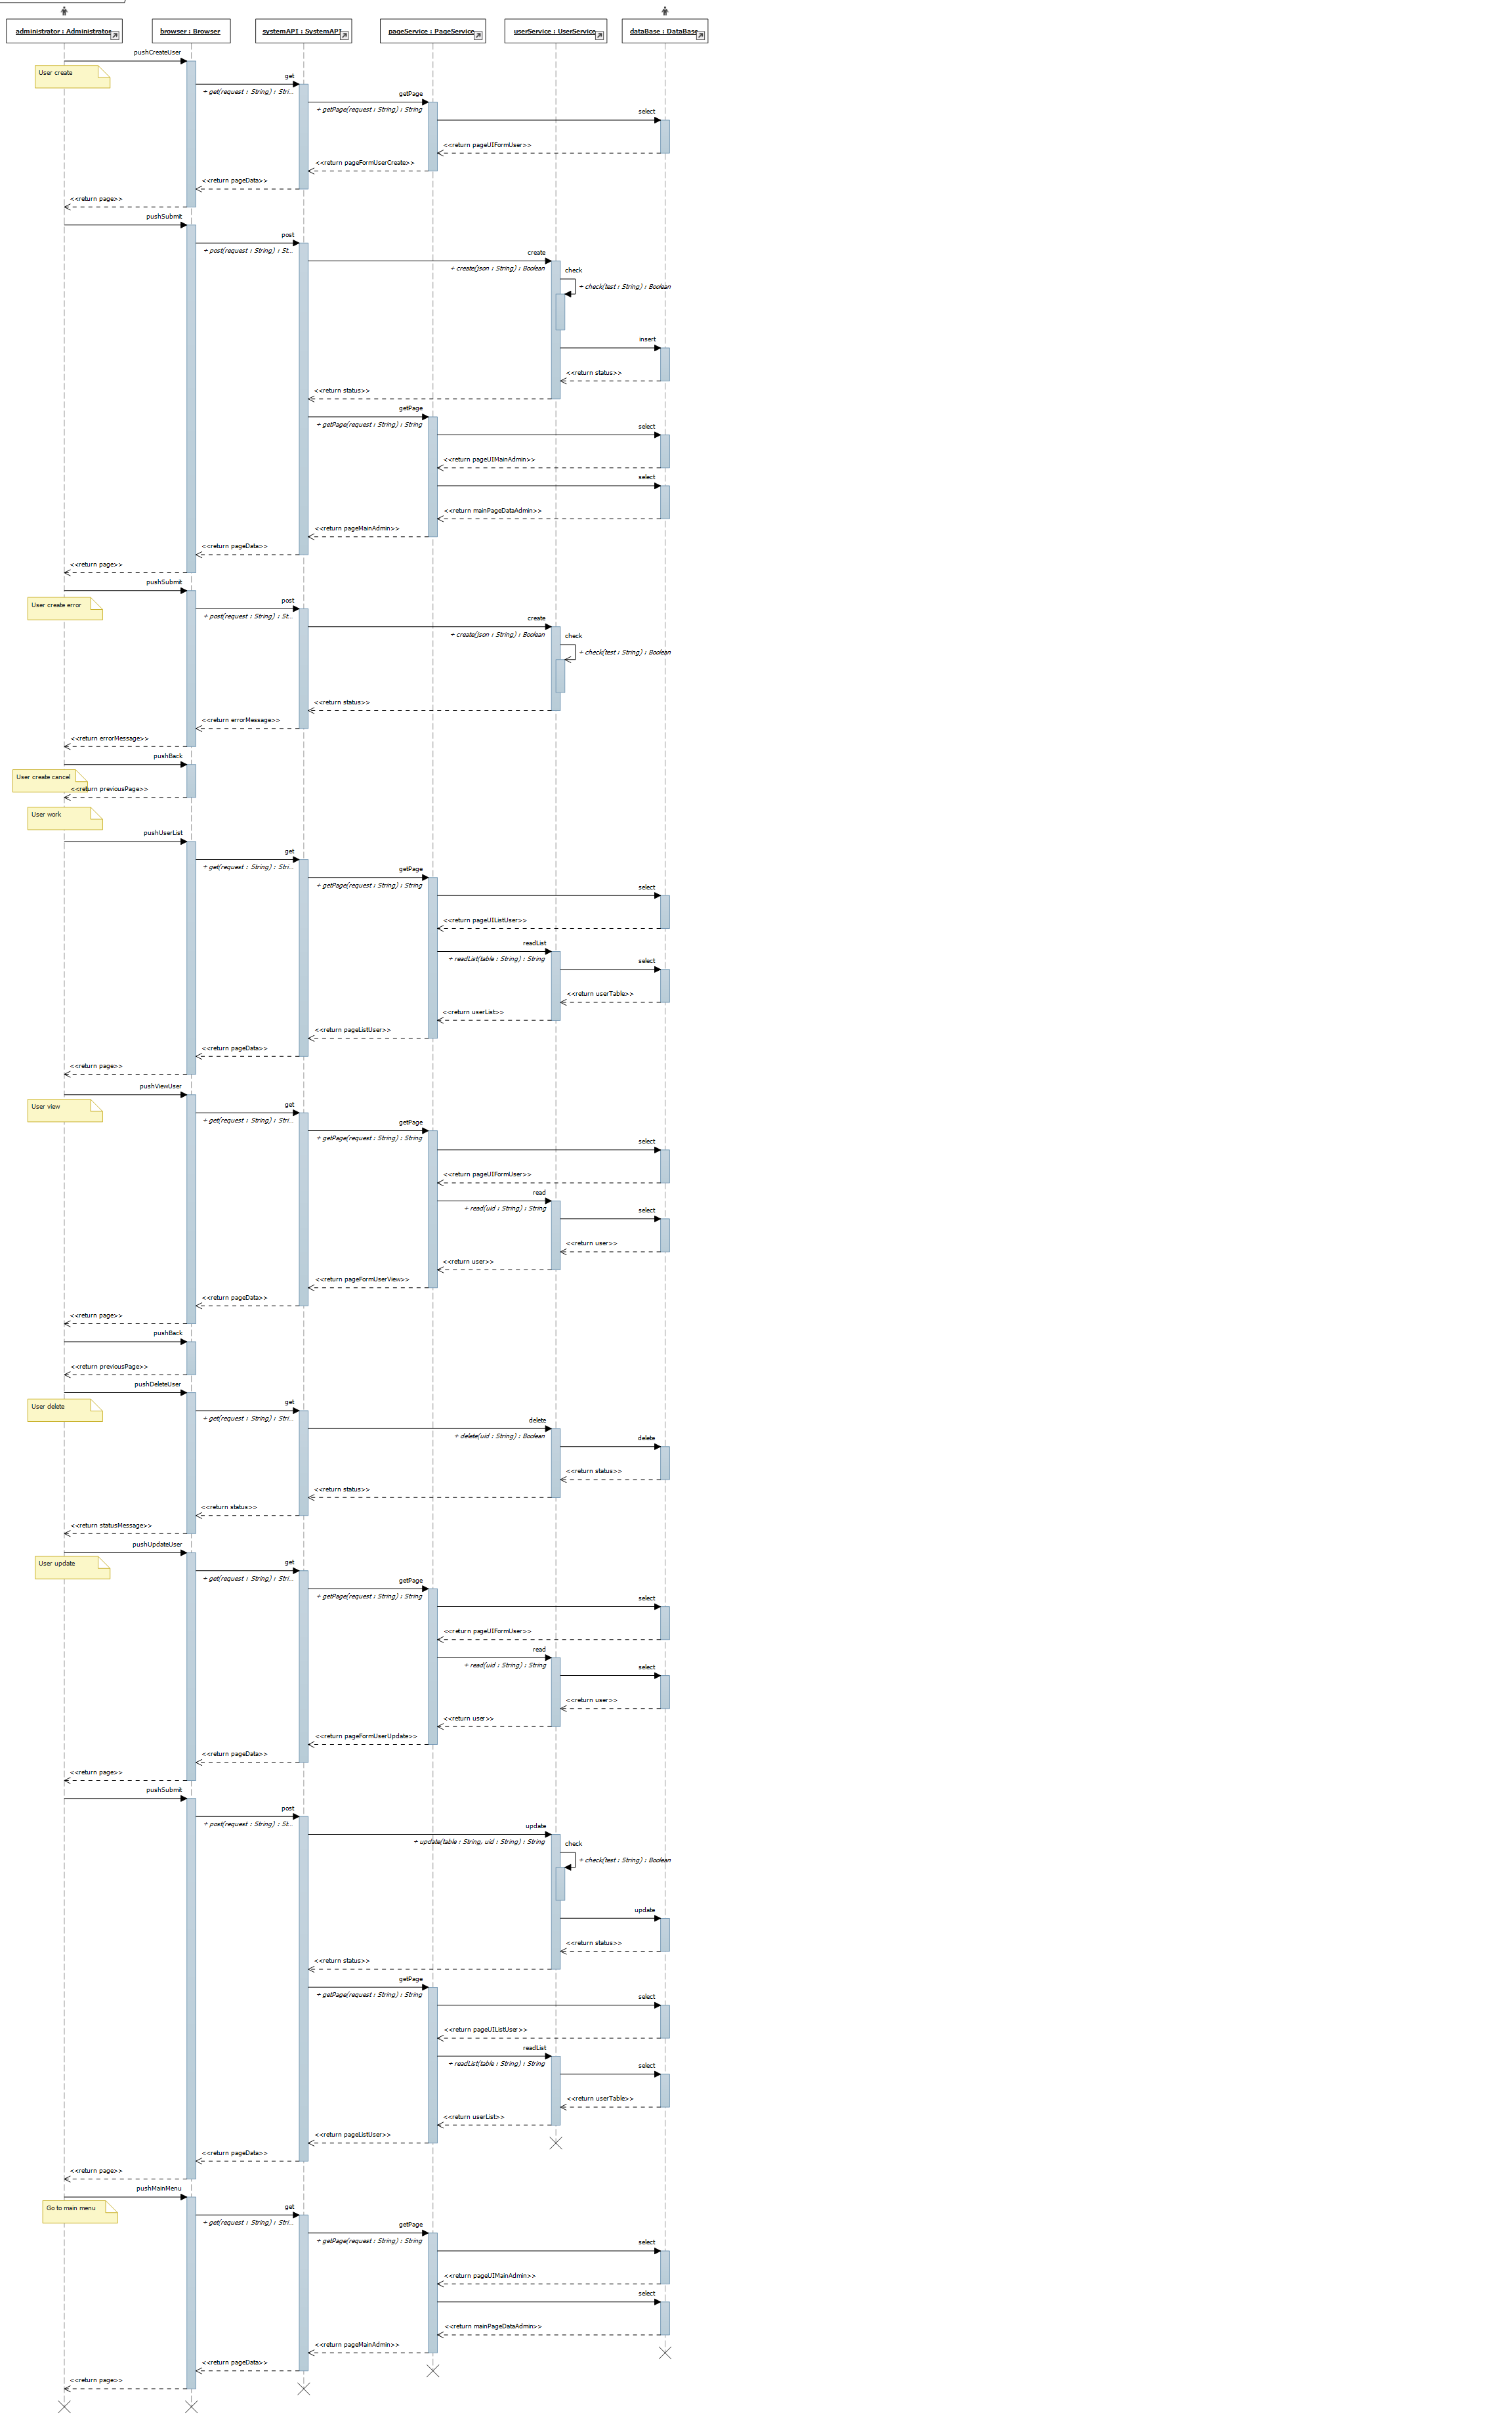 administrator : Administrator
browser : Browser
systemAPI : SystemAPI
pageService : PageService
userService : UserService
dataBase : DataBase
pushCreateUser
User create
get
+ get(request : String) : Stri...
getPage
+ getPage(request : String) : String
select
<<return pageUIFormUser>>
<<return pageFormUserCreate>>
<<return pageData>>
<<return page>>
pushSubmit
post
+ post(request : String) : St...
create
+ create(json : String) : Boolean
check
+ check(test : String) : Boolean
insert
<<return status>>
<<return status>>
getPage
+ getPage(request : String) : String
select
<<return pageUIMainAdmin>>
select
<<return mainPageDataAdmin>>
<<return pageMainAdmin>>
<<return pageData>>
<<return page>>
pushSubmit
User create error
post
+ post(request : String) : St...
create
+ create(json : String) : Boolean
check
+ check(test : String) : Boolean
<<return status>>
<<return errorMessage>>
<<return errorMessage>>
pushBack
User create cancel
<<return previousPage>>
User work
pushUserList
get
+ get(request : String) : Stri...
getPage
+ getPage(request : String) : String
select
<<return pageUIListUser>>
readList
+ readList(table : String) : String
select
<<return userTable>>
<<return userList>>
<<return pageListUser>>
<<return pageData>>
<<return page>>
pushViewUser
User view
get
+ get(request : String) : Stri...
getPage
+ getPage(request : String) : String
select
<<return pageUIFormUser>>
read
+ read(uid : String) : String
select
<<return user>>
<<return user>>
<<return pageFormUserView>>
<<return pageData>>
<<return page>>
pushBack
<<return previousPage>>
pushDeleteUser
User delete
get
+ get(request : String) : Stri...
delete
+ delete(uid : String) : Boolean
delete
<<return status>>
<<return status>>
<<return status>>
<<return statusMessage>>
pushUpdateUser
User update
get
+ get(request : String) : Stri...
getPage
+ getPage(request : String) : String
select
<<return pageUIFormUser>>
read
+ read(uid : String) : String
select
<<return user>>
<<return user>>
<<return pageFormUserUpdate>>
<<return pageData>>
<<return page>>
pushSubmit
post
+ post(request : String) : St...
update
+ update(table : String, uid : String) : String
check
+ check(test : String) : Boolean
update
<<return status>>
<<return status>>
getPage
+ getPage(request : String) : String
select
<<return pageUIListUser>>
readList
+ readList(table : String) : String
select
<<return userTable>>
<<return userList>>
<<return pageListUser>>
<<return pageData>>
<<return page>>
pushMainMenu
Go to main menu
get
+ get(request : String) : Stri...
getPage
+ getPage(request : String) : String
select
<<return pageUIMainAdmin>>
select
<<return mainPageDataAdmin>>
<<return pageMainAdmin>>
<<return pageData>>
<<return page>>